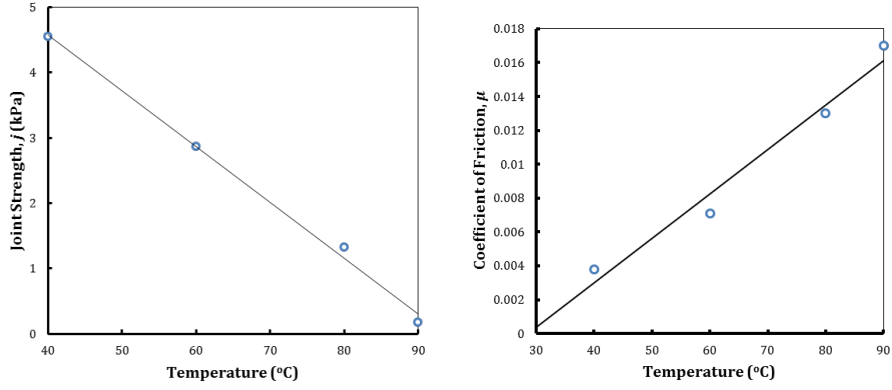 Joint Strength, j (kPa)
5
4
3
2
1
0
40 50 60 70 80 90
Temperature (ºC)
Coefficient of Friction, μ
0.018
0.016
0.014
0.012
0.01
0.008
0.006
0.004
0.002
0
30 40 50 60 70 80 90
Temperature (ºC)